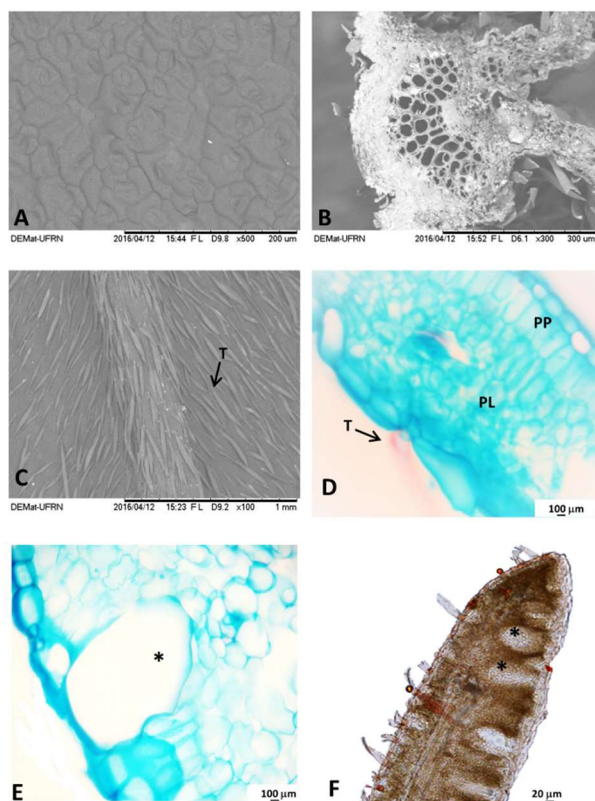 A
DEMat-UFRN 2016/04/12 15:44 F L D9.8 x500 200 um
B
DEMat-UFRN 2016/04/12 15:52 F L D6.1 x300 300 um
T
C
DEMat-UFRN 2016/04/12 15:23 F L D9.2 x100 1 mm
PP
PL
T
D
100 μm
*
E
100 μm
*
*
F
20 μm